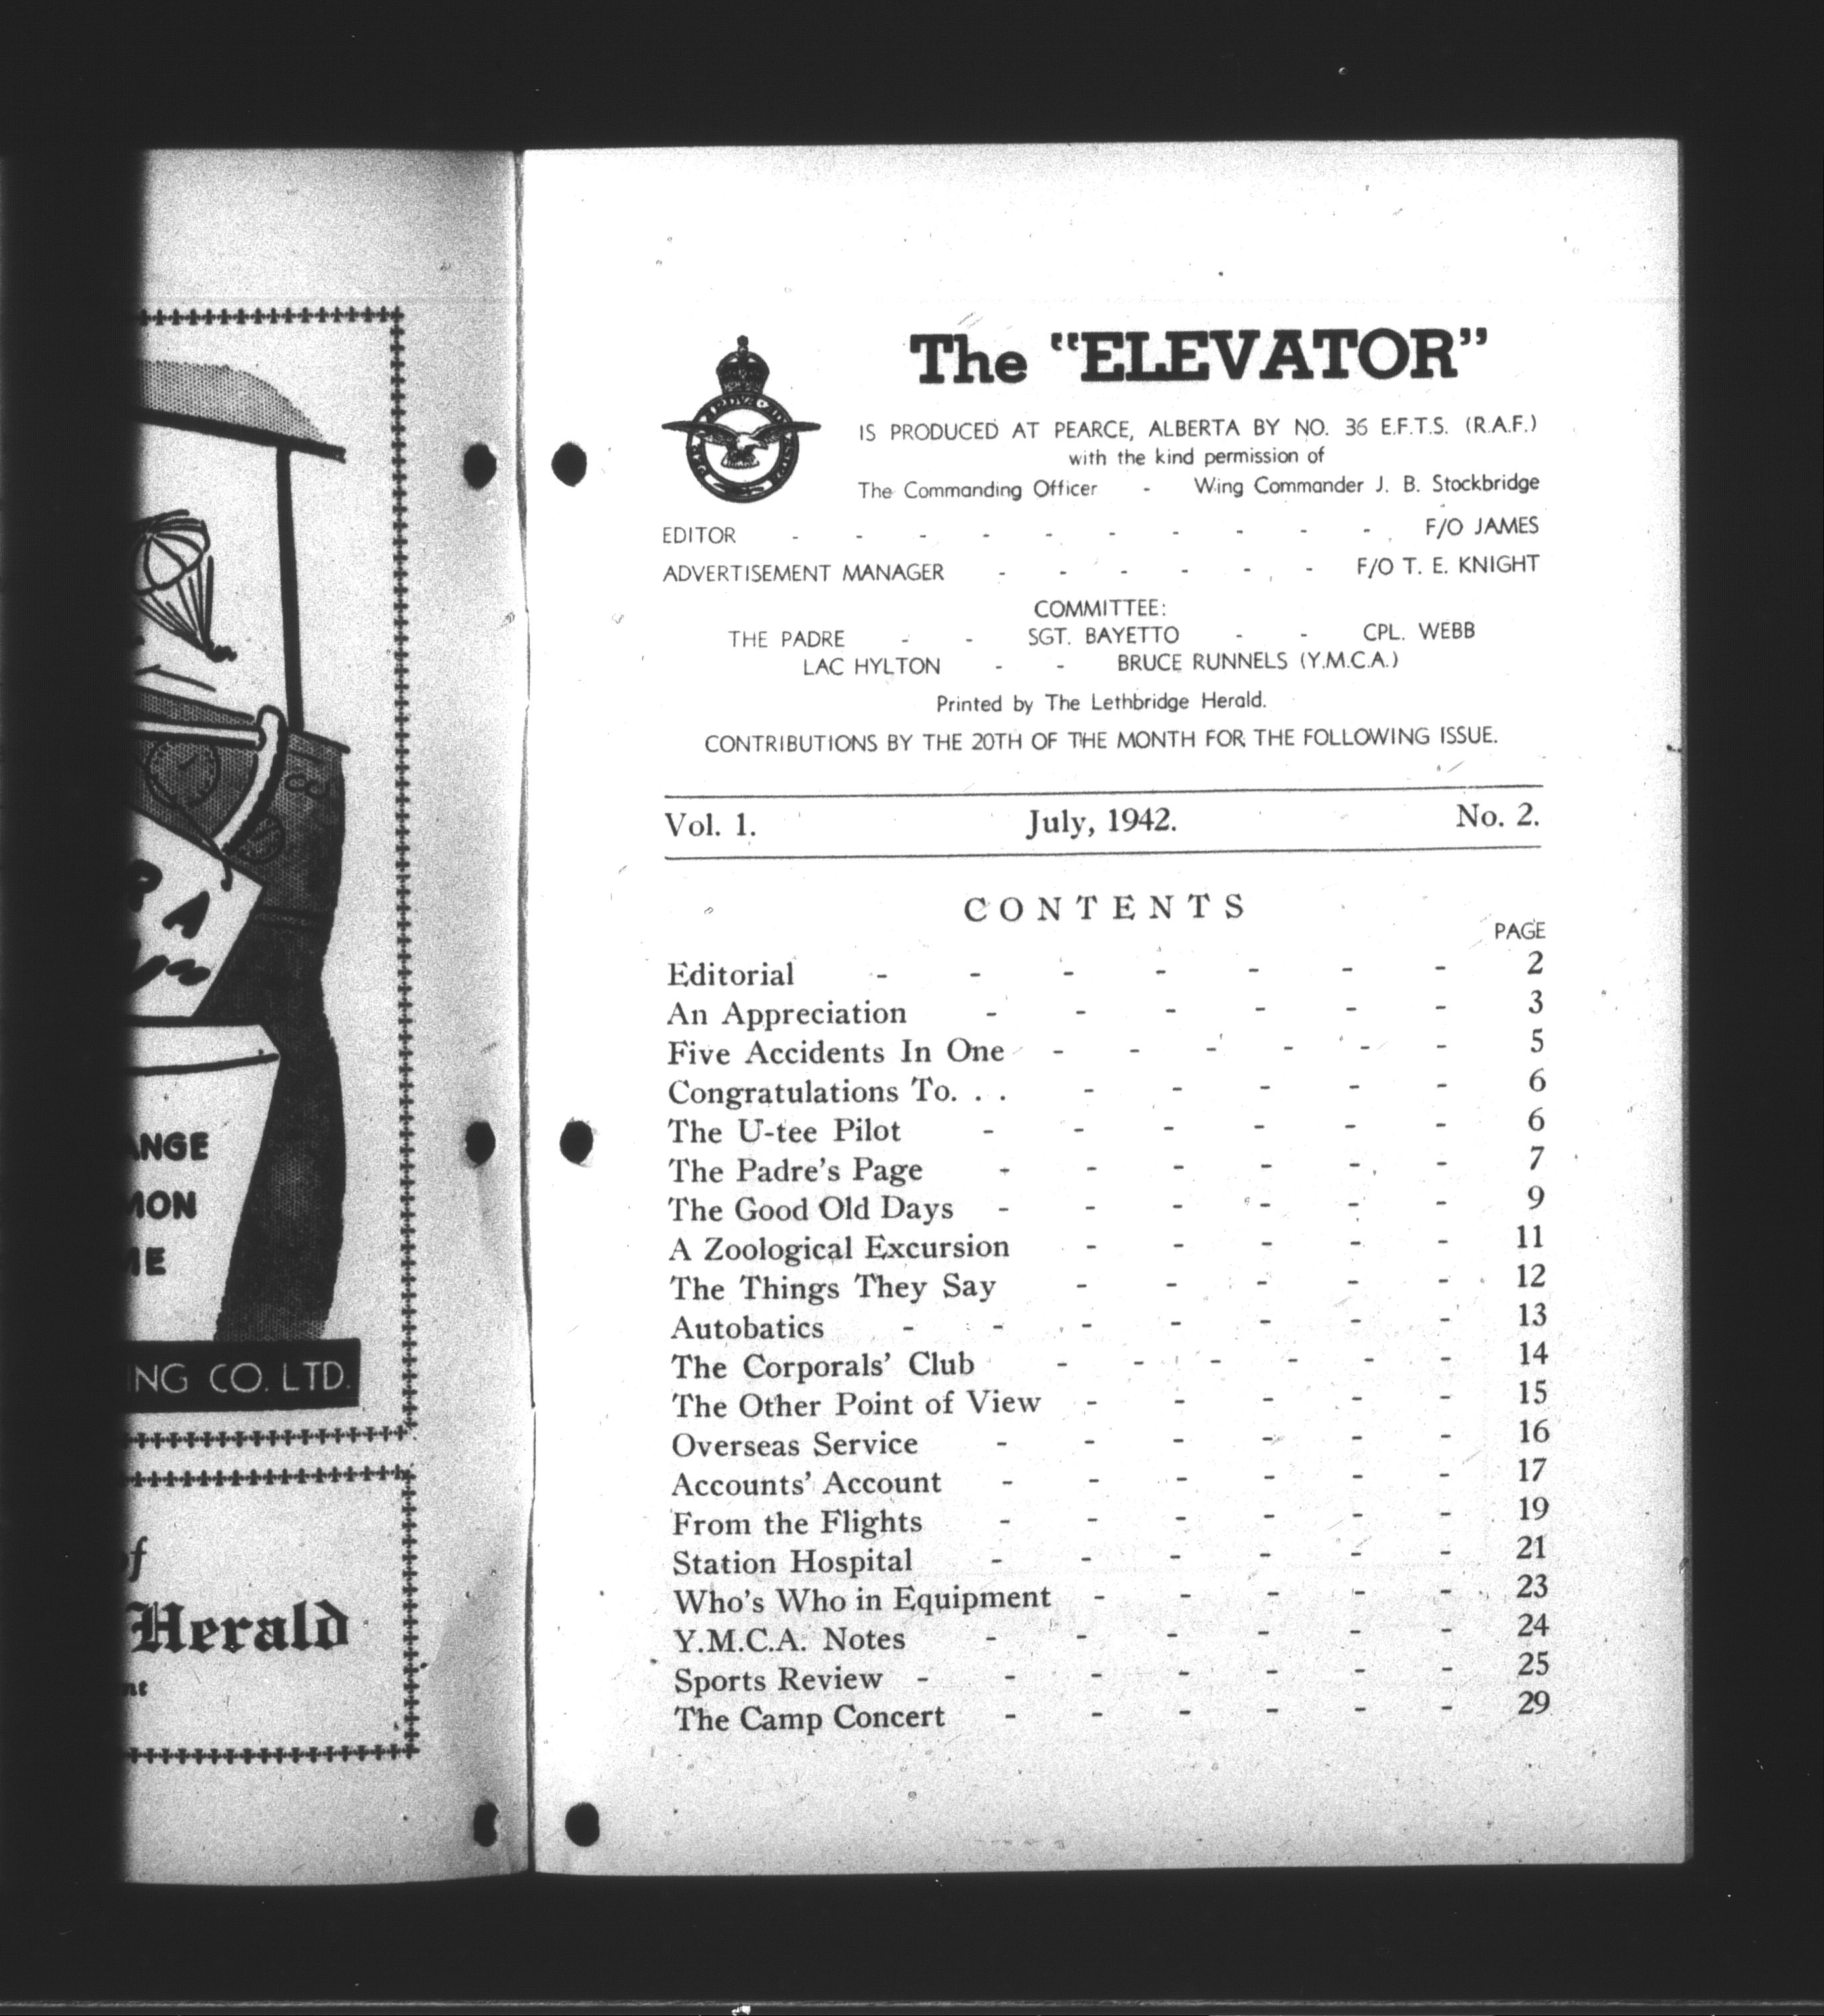 ING CO. LTD.
of
Herald
The "ELEVATOR"
IS PRODUCED AT PEARCE, ALBERTA BY NO. 36 E.F.T.S. (R.A.F.)
with the kind permission of
The Commanding Officer - Wing Commander J. B. Stockbridge
EDITOR - - - - - - - - - - F/O JAMES
ADVERTISEMENT MANAGER - - - - - - F/O T. E. KNIGHT
COMMITTEE:
THE PADRE - - SGT. BAYETTO - - CPL. WEBB
LAC HYLTON - - BRUCE RUNNELS (Y.M.C.A.)
Printed by The Lethbridge Herald.
CONTRIBUTIONS BY THE 20TH OF THE MONTH FOR THE FOLLOWING ISSUE.
Vol. 1. July, 1942. No. 2.
CONTENTS
PAGE
Editorial - - - - - - - 2
An Appreciation - - - - - - 3
Five Accidents In One - - - - - - 5
Congratulations To. . . - - - - - 6
The U-tee Pilot - - - - - - 6
The Padre's Page - - - - - - 7
The Good Old Days - - - - - - 9
A Zoological Excursion - - - - - 11
The Things They Say - - - - - 12
Autobatics - - - - - - - 13
The Corporals' Club - - - - - - 14
The Other Point of View - - - - - 15
Overseas Service - - - - - - 16
Accounts' Account - - - - - - 17
From the Flights - - - - - - 19
Station Hospital - - - - - - 21
Who's Who in Equipment - - - - - 23
Y.M.C.A. Notes - - - - - - 24
Sports Review - - - - - - - 25
The Camp Concert - - - - - - 29